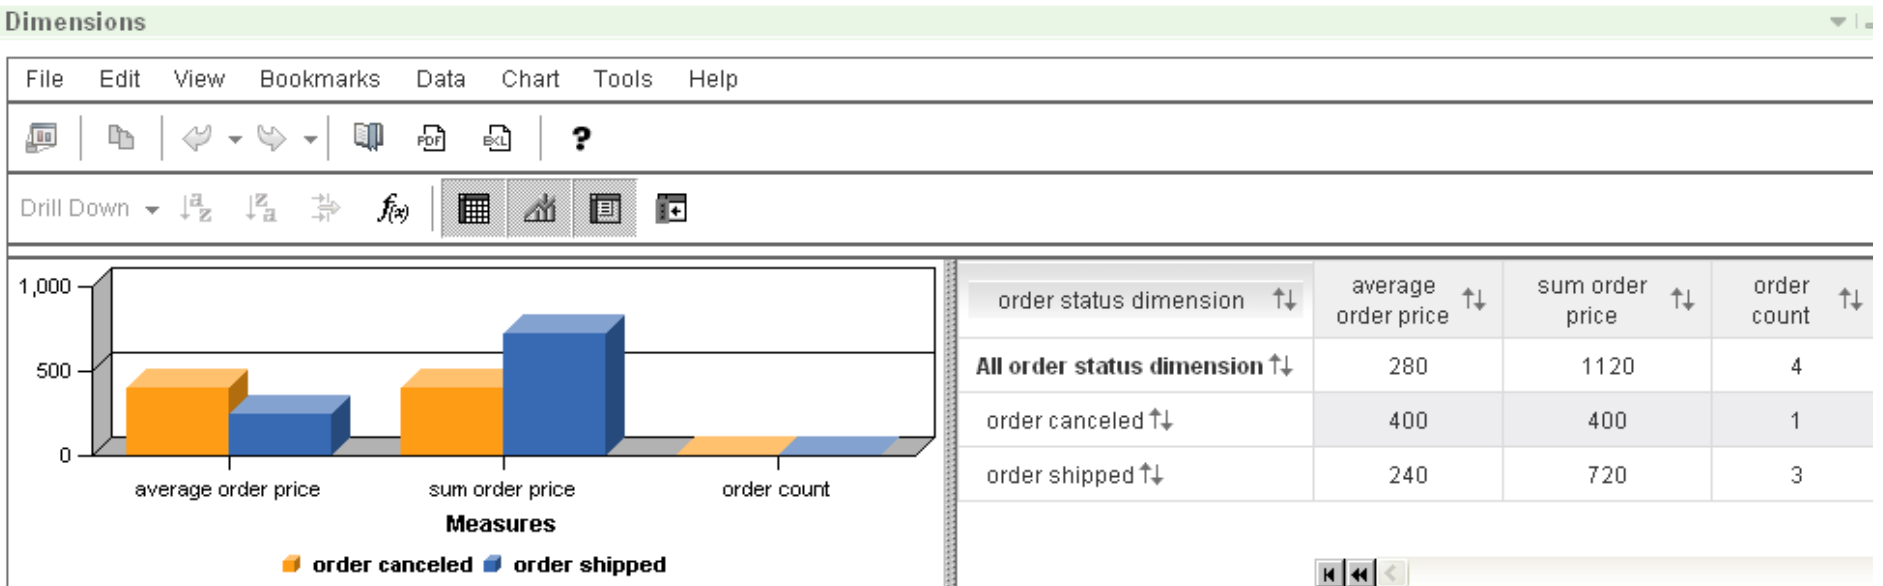 Dimensions
File Edit View Bookmarks Data Chart Tools Help
PDF EXL ?
Drill Down a z z a f(x)
1,000
500
0
average order price sum order price order count
Measures
order canceled order shipped
order status dimension average order price sum order price order count
All order status dimension 280 1120 4
order canceled 400 400 1
order shipped 240 720 3